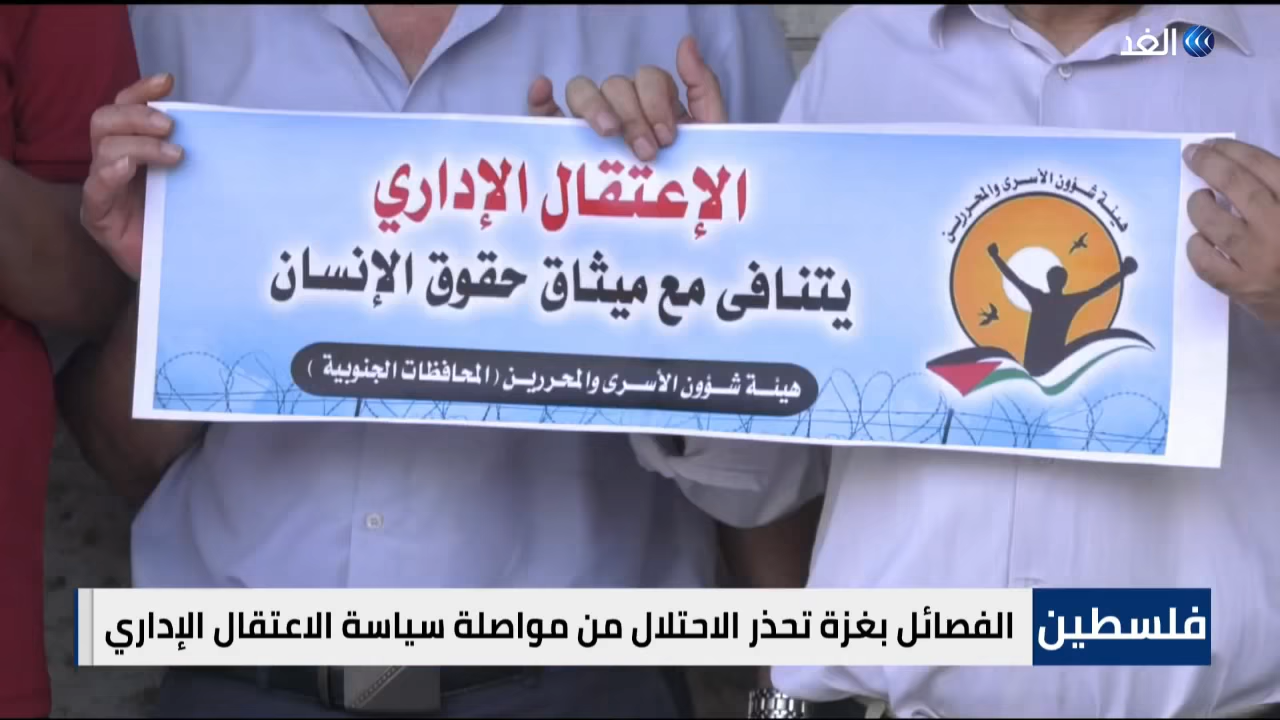 الغد
هيئة شؤون الأسرى والمحررين
الإعتقال الإداري
يتنافى مع ميثاق حقوق الإنسان
هيئة شؤون الأسرى والمحررين (المحافظات الجنوبية )
فلسطين
الفصائل بغزة تحذر الاحتلال من مواصلة سياسة الاعتقال الإداري